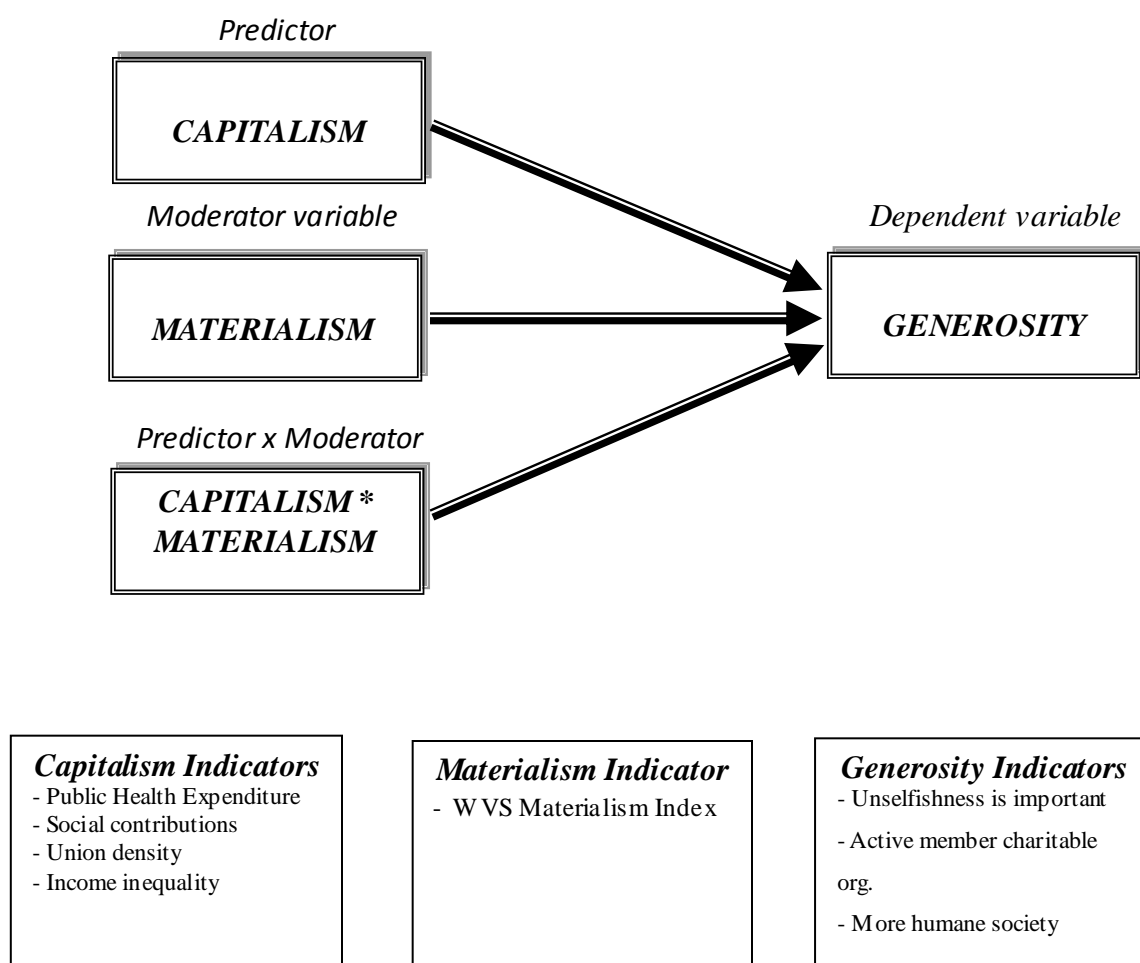 Predictor
CAPITALISM
Moderator variable
MATERIALISM
Predictor x Moderator
CAPITALISM *
MATERIALISM
Dependent variable
GENEROSITY
Capitalism Indicators
- Public Health Expenditure
- Social contributions
- Union density
- Income inequality
Materialism Indicator
- WVS Materialism Index
Generosity Indicators
- Unselfishness is important
- Active member charitable
org.
- More humane society